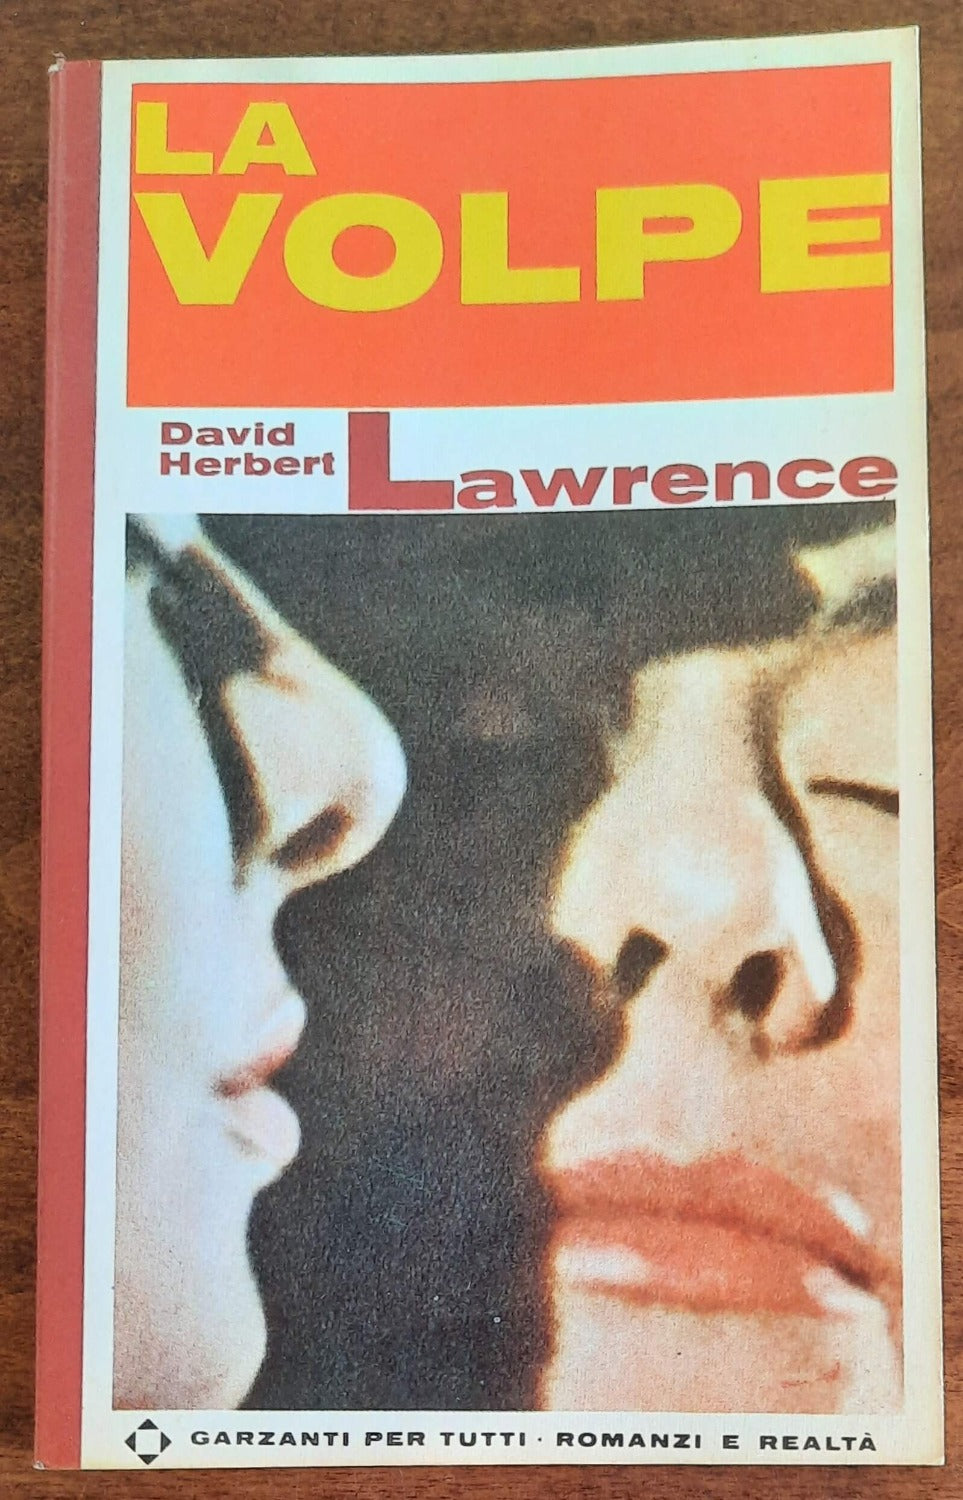 LA
VOLPE
David
Herbert Lawrence
GARZANTI PER TUTTI · ROMANZI E REALTÀ